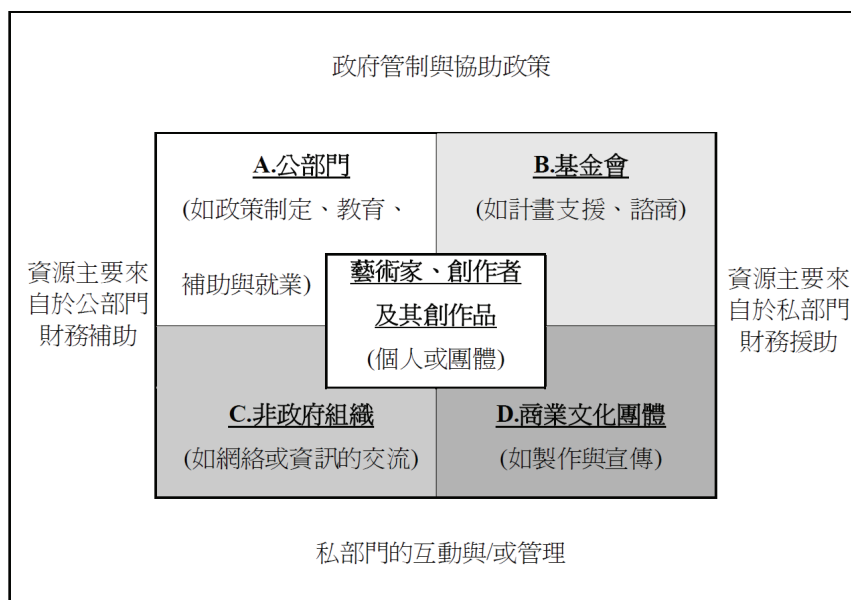 政府管制與協助政策
A.公部門
(如政策制定、教育、
補助與就業)
B.基金會
(如計畫支援、諮商)
資源主要來
自於公部門
財務補助
藝術家、創作者
及其創作品
(個人或團體)
資源主要來
自於私部門
財務援助
C.非政府組織
(如網絡或資訊的交流)
D.商業文化團體
(如製作與宣傳)
私部門的互動與/或管理